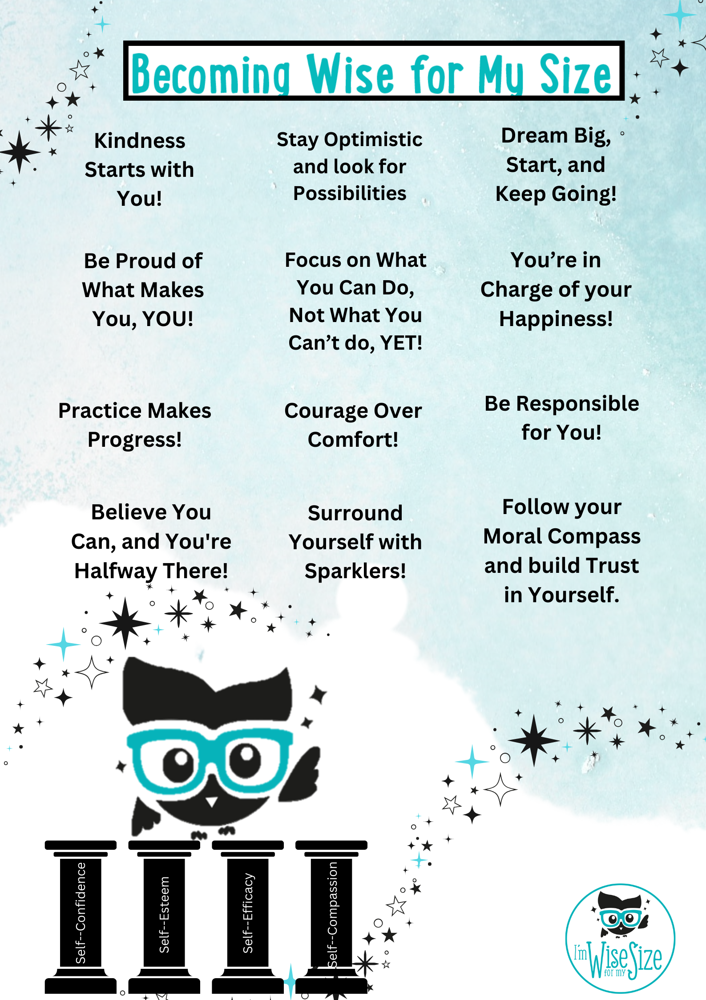 Becoming Wise for My Size
Kindness
Starts with
You!
Stay Optimistic
and look for
Possibilities
Dream Big,
Start, and
Keep Going!
Be Proud of
What Makes
You, YOU!
Focus on What
You Can Do,
Not What You
Can’t do, YET!
You’re in
Charge of your
Happiness!
Practice Makes
Progress!
Courage Over
Comfort!
Be Responsible
for You!
Believe You
Can, and You're
Halfway There!
Surround
Yourself with
Sparklers!
Follow your
Moral Compass
and build Trust
in Yourself.
Self--Confidence
Self--Esteem
Self--Efficacy
Self--Compassion
I'm Wise Size
for my